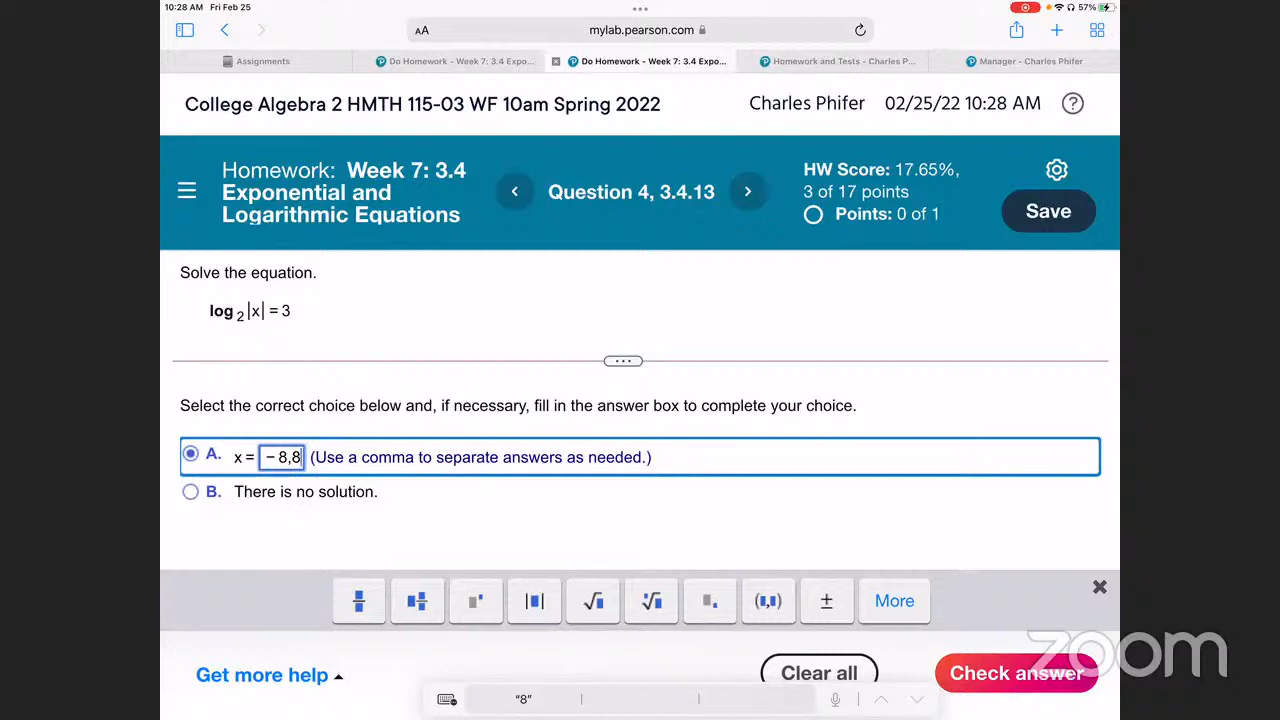 10:28 AM Fri Feb 25
57%
AA mylab.pearson.com
Assignments
Do Homework - Week 7: 3.4 Expo...
Do Homework - Week 7: 3.4 Expo...
Homework and Tests - Charles P...
Manager - Charles Phifer
College Algebra 2 HMTH 115-03 WF 10am Spring 2022
Charles Phifer 02/25/22 10:28 AM ?
Homework: Week 7: 3.4
Exponential and
Logarithmic Equations
Question 4, 3.4.13
HW Score: 17.65%,
3 of 17 points
Points: 0 of 1
Save
Solve the equation.
log 2 |x| = 3
Select the correct choice below and, if necessary, fill in the answer box to complete your choice.
A. x = − 8,8 (Use a comma to separate answers as needed.)
B. There is no solution.
More
Get more help
Clear all
Check answer
"8"
zoom